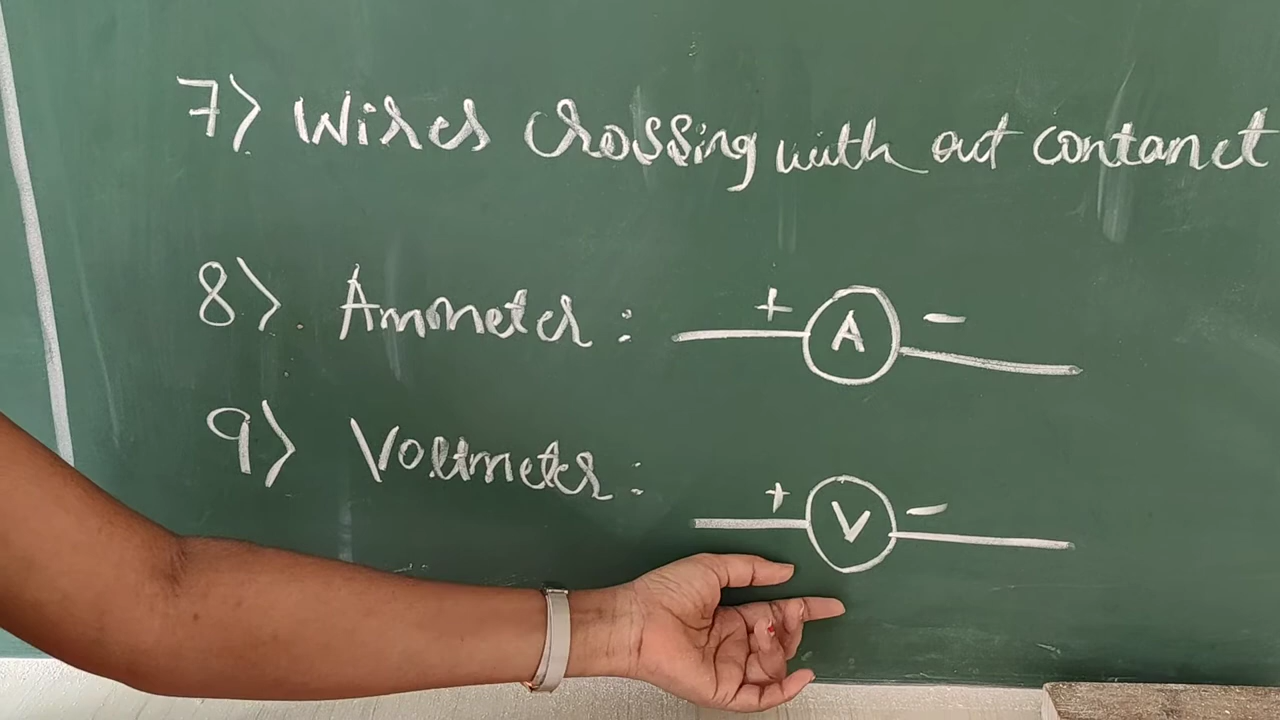 7> Wires crossing with out contanct
8> Ammeter : + A -
9> Voltmeter : + V -